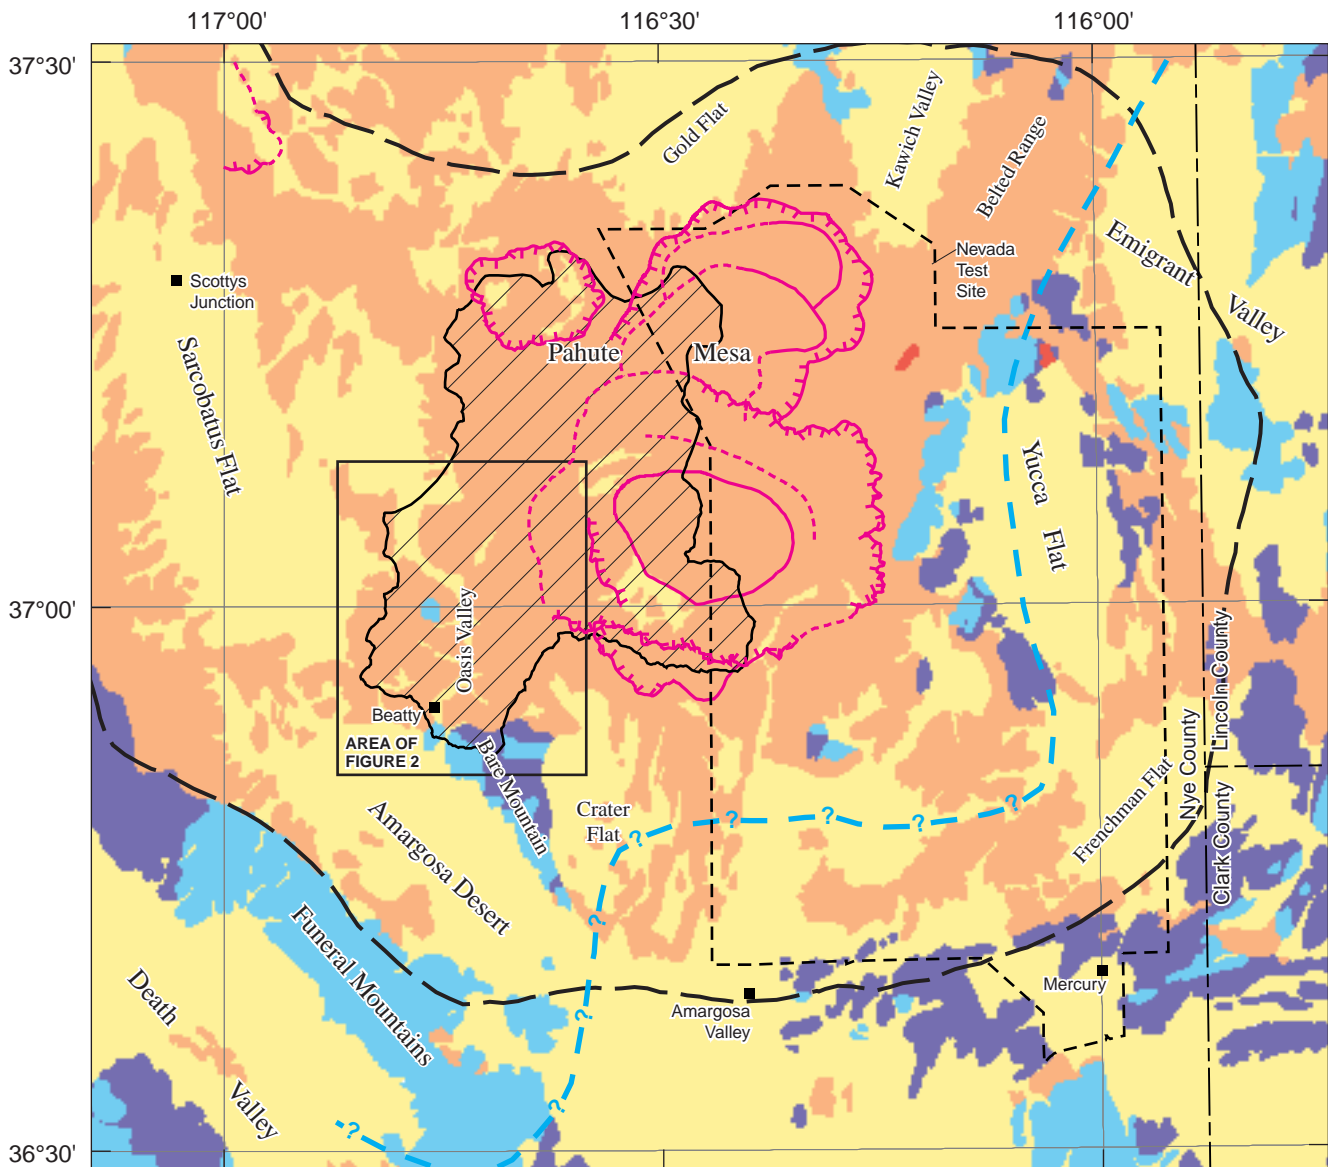 117°00'
116°30'
116°00'
37°30'
Gold Flat
Kawich Valley
Belted Range
Emigrant
Valley
Nevada
Test
Site
Scottys
Junction
Pahute
Mesa
Sarcobatus Flat
Yucca
Flat
37°00'
Oasis Valley
Beatty
AREA OF
FIGURE 2
Bare Mountain
Crater
Flat
?
?
?
?
?
Frenchman Flat
Nye County
Lincoln County
Clark County
Amargosa Desert
?
Funeral Mountains
Death
Valley
Amargosa
Valley
Mercury
?
?
?
36°30'